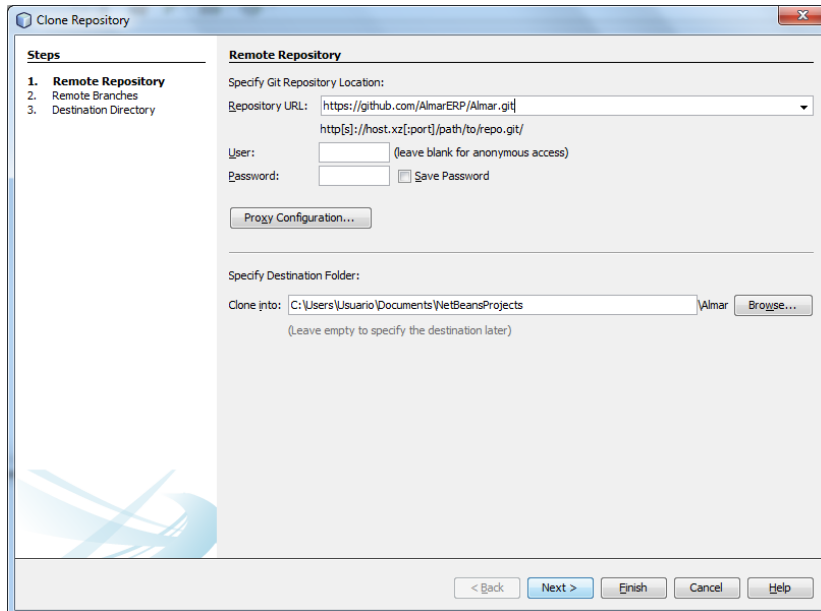 Clone Repository
Steps
1. Remote Repository
2. Remote Branches
3. Destination Directory
Remote Repository
Specify Git Repository Location:
Repository URL: https://github.com/AlmarERP/Almar.git
http[s]://host.xz[:port]/path/to/repo.git/
User: (leave blank for anonymous access)
Password: Save Password
Proxy Configuration...
Specify Destination Folder:
Clone into: C:\Users\Usuario\Documents\NetBeansProjects \Almar Browse...
(Leave empty to specify the destination later)
< Back Next > Finish Cancel Help